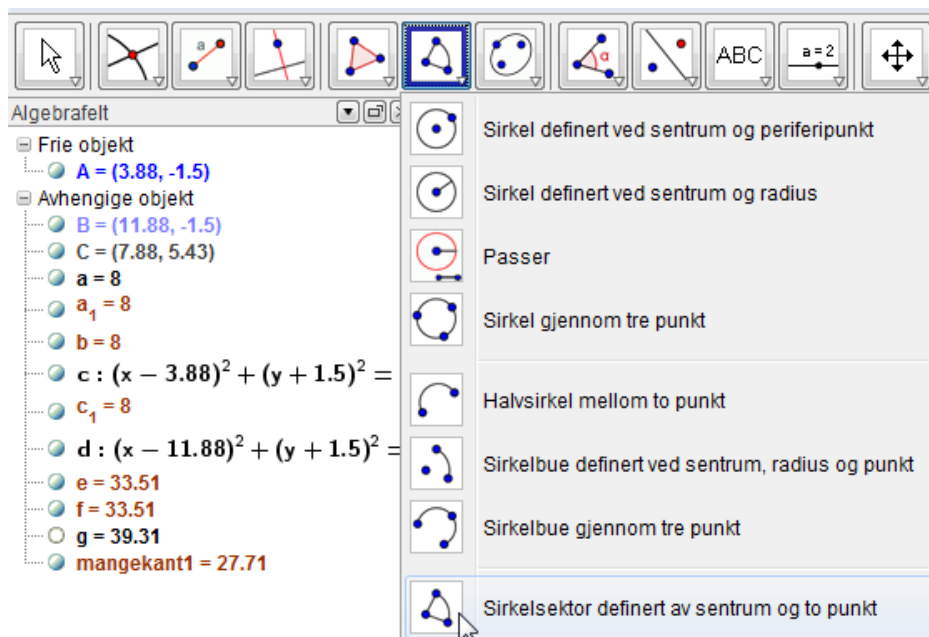 a
α
ABC
a=2
Algebrafelt
Frie objekt
A = (3.88, -1.5)
Avhengige objekt
B = (11.88, -1.5)
C = (7.88, 5.43)
a = 8
a₁ = 8
b = 8
c : (x − 3.88)² + (y + 1.5)² =
c₁ = 8
d : (x − 11.88)² + (y + 1.5)² =
e = 33.51
f = 33.51
g = 39.31
mangekant1 = 27.71
Sirkel definert ved sentrum og periferipunkt
Sirkel definert ved sentrum og radius
Passer
Sirkel gjennom tre punkt
Halvsirkel mellom to punkt
Sirkelbue definert ved sentrum, radius og punkt
Sirkelbue gjennom tre punkt
Sirkelsektor definert av sentrum og to punkt